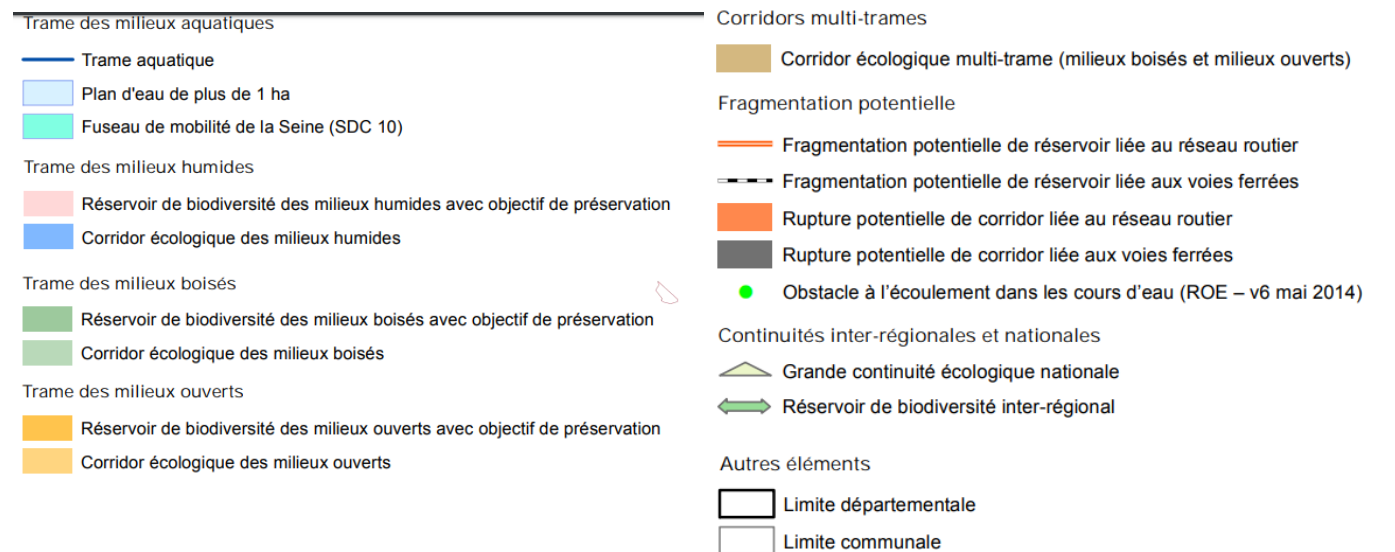 Trame des milieux aquatiques
Trame aquatique
Plan d'eau de plus de 1 ha
Fuseau de mobilité de la Seine (SDC 10)
Trame des milieux humides
Réservoir de biodiversité des milieux humides avec objectif de préservation
Corridor écologique des milieux humides
Trame des milieux boisés
Réservoir de biodiversité des milieux boisés avec objectif de préservation
Corridor écologique des milieux boisés
Trame des milieux ouverts
Réservoir de biodiversité des milieux ouverts avec objectif de préservation
Corridor écologique des milieux ouverts
Corridors multi-trames
Corridor écologique multi-trame (milieux boisés et milieux ouverts)
Fragmentation potentielle
Fragmentation potentielle de réservoir liée au réseau routier
Fragmentation potentielle de réservoir liée aux voies ferrées
Rupture potentielle de corridor liée au réseau routier
Rupture potentielle de corridor liée aux voies ferrées
Obstacle à l'écoulement dans les cours d'eau (ROE – v6 mai 2014)
Continuités inter-régionales et nationales
Grande continuité écologique nationale
Réservoir de biodiversité inter-régional
Autres éléments
Limite départementale
Limite communale